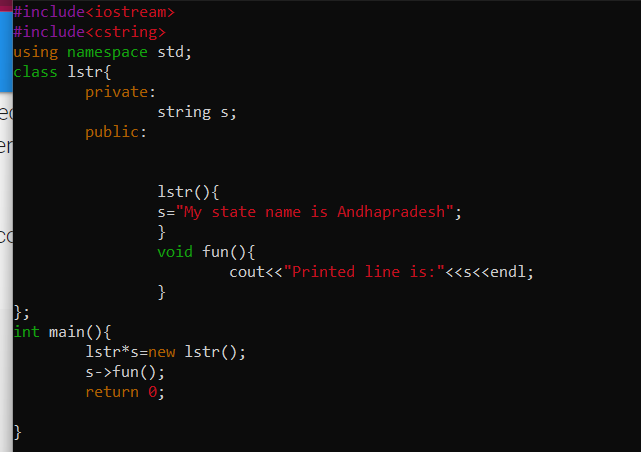 #include<iostream>
#include<cstring>
using namespace std;
class lstr{
private:
string s;
public:
lstr(){
s="My state name is Andhapradesh";
}
void fun(){
cout<<"Printed line is:"<<s<<endl;
}
};
int main(){
lstr*s=new lstr();
s->fun();
return 0;
}